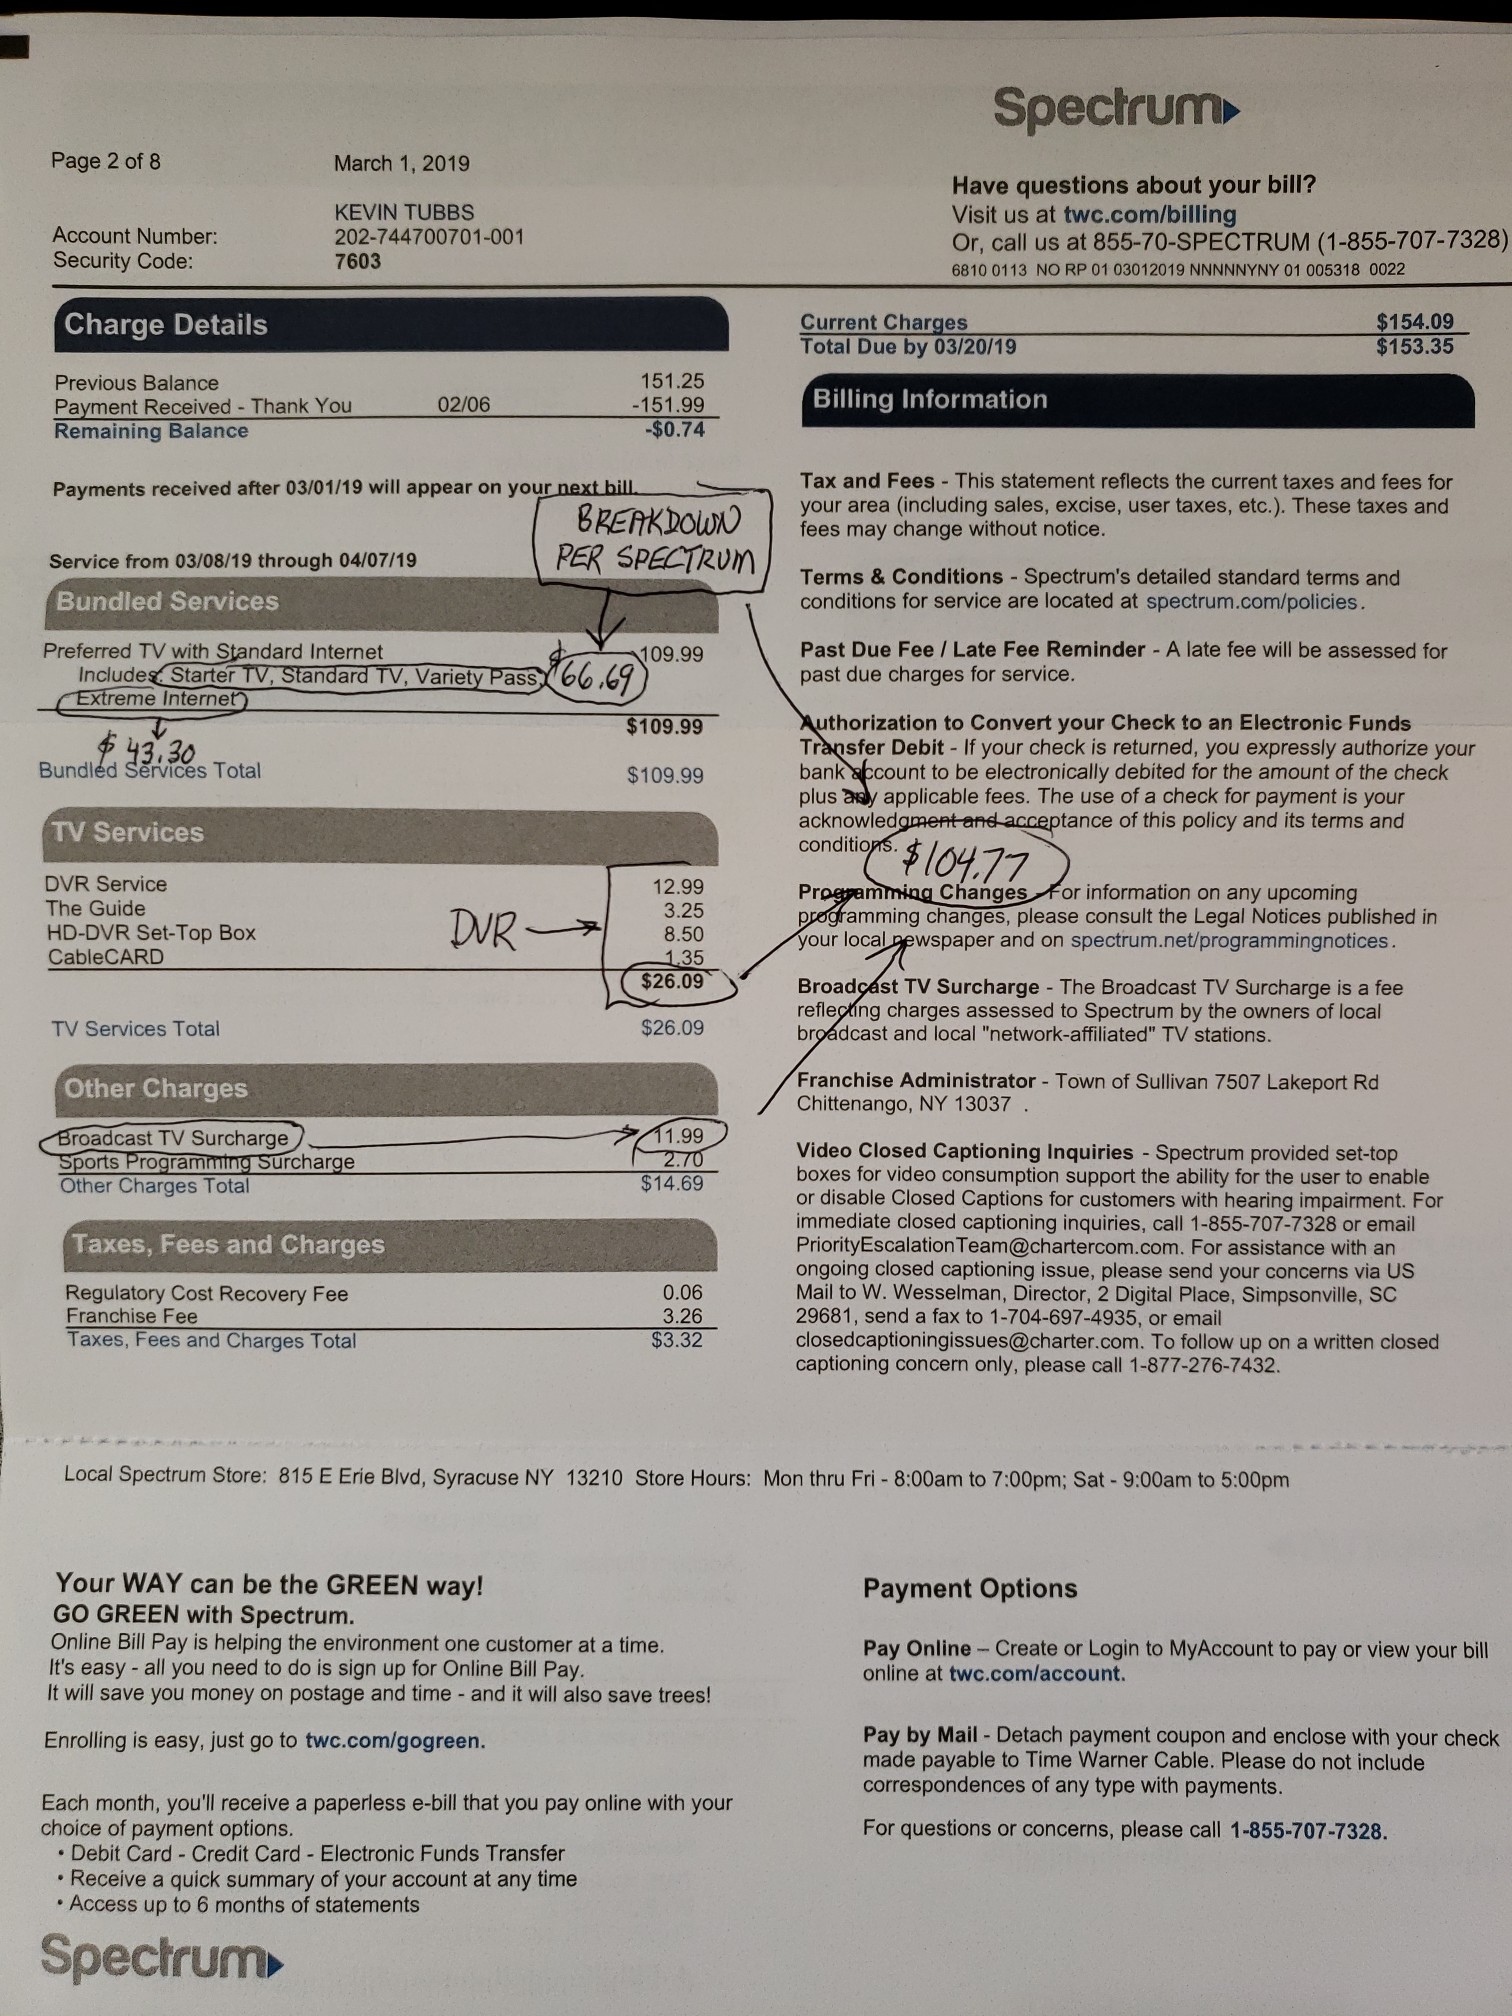 Spectrum
Page 2 of 8 March 1, 2019
KEVIN TUBBS
Account Number: 202-744700701-001
Security Code: 7603
Have questions about your bill?
Visit us at twc.com/billing
Or, call us at 855-70-SPECTRUM (1-855-707-7328)
6810 0113 NO RP 01 03012019 NNNNNYNY 01 005318 0022
Charge Details
Previous Balance 151.25
Payment Received - Thank You 02/06 -151.99
Remaining Balance -$0.74
Payments received after 03/01/19 will appear on your next bill.
BREAKDOWN
PER SPECTRUM
Service from 03/08/19 through 04/07/19
Bundled Services
Preferred TV with Standard Internet 109.99
Includes: Starter TV, Standard TV, Variety Pass, $66.69
Extreme Internet
$109.99
$43.30
Bundled Services Total $109.99
TV Services
DVR Service 12.99
The Guide 3.25
HD-DVR Set-Top Box 8.50
DVR
CableCARD 1.35
$26.09
TV Services Total $26.09
Other Charges
Broadcast TV Surcharge 11.99
Sports Programming Surcharge 2.70
Other Charges Total $14.69
Taxes, Fees and Charges
Regulatory Cost Recovery Fee 0.06
Franchise Fee 3.26
Taxes, Fees and Charges Total $3.32
Current Charges $154.09
Total Due by 03/20/19 $153.35
Billing Information
Tax and Fees - This statement reflects the current taxes and fees for
your area (including sales, excise, user taxes, etc.). These taxes and
fees may change without notice.
Terms & Conditions - Spectrum's detailed standard terms and
conditions for service are located at spectrum.com/policies.
Past Due Fee / Late Fee Reminder - A late fee will be assessed for
past due charges for service.
Authorization to Convert your Check to an Electronic Funds
Transfer Debit - If your check is returned, you expressly authorize your
bank account to be electronically debited for the amount of the check
plus any applicable fees. The use of a check for payment is your
acknowledgment and acceptance of this policy and its terms and
conditions.
$104.77
Programming Changes - For information on any upcoming
programming changes, please consult the Legal Notices published in
your local newspaper and on spectrum.net/programmingnotices.
Broadcast TV Surcharge - The Broadcast TV Surcharge is a fee
reflecting charges assessed to Spectrum by the owners of local
broadcast and local "network-affiliated" TV stations.
Franchise Administrator - Town of Sullivan 7507 Lakeport Rd
Chittenango, NY 13037 .
Video Closed Captioning Inquiries - Spectrum provided set-top
boxes for video consumption support the ability for the user to enable
or disable Closed Captions for customers with hearing impairment. For
immediate closed captioning inquiries, call 1-855-707-7328 or email
PriorityEscalationTeam@chartercom.com. For assistance with an
ongoing closed captioning issue, please send your concerns via US
Mail to W. Wesselman, Director, 2 Digital Place, Simpsonville, SC
29681, send a fax to 1-704-697-4935, or email
closedcaptioningissues@charter.com. To follow up on a written closed
captioning concern only, please call 1-877-276-7432.
Local Spectrum Store: 815 E Erie Blvd, Syracuse NY 13210 Store Hours: Mon thru Fri - 8:00am to 7:00pm; Sat - 9:00am to 5:00pm
Your WAY can be the GREEN way!
GO GREEN with Spectrum.
Online Bill Pay is helping the environment one customer at a time.
It's easy - all you need to do is sign up for Online Bill Pay.
It will save you money on postage and time - and it will also save trees!
Enrolling is easy, just go to twc.com/gogreen.
Each month, you'll receive a paperless e-bill that you pay online with your
choice of payment options.
• Debit Card - Credit Card - Electronic Funds Transfer
• Receive a quick summary of your account at any time
• Access up to 6 months of statements
Spectrum
Payment Options
Pay Online – Create or Login to MyAccount to pay or view your bill
online at twc.com/account.
Pay by Mail - Detach payment coupon and enclose with your check
made payable to Time Warner Cable. Please do not include
correspondences of any type with payments.
For questions or concerns, please call 1-855-707-7328.